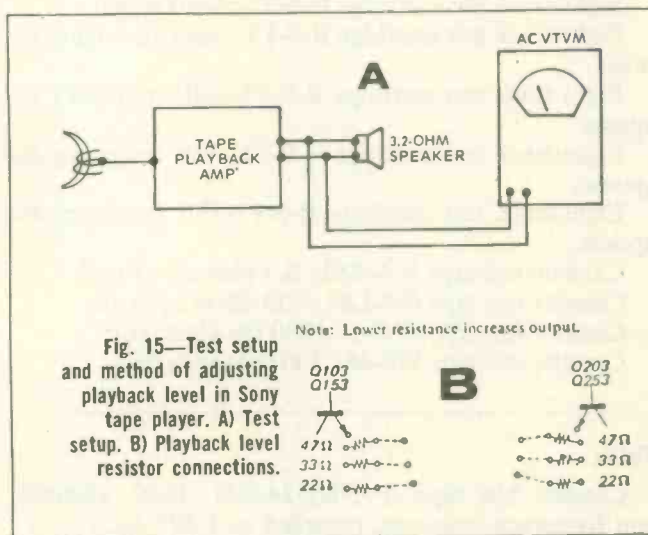 AC VTVM
A
TAPE
PLAYBACK
AMP'
3.2-OHM
SPEAKER
Note: Lower resistance increases output.
Fig. 15—Test setup
and method of adjusting
playback level in Sony
tape player. A) Test
setup. B) Playback level
resistor connections.
B
Q103
Q153
47Ω
33Ω
22Ω
Q203
Q253
47Ω
33Ω
22Ω